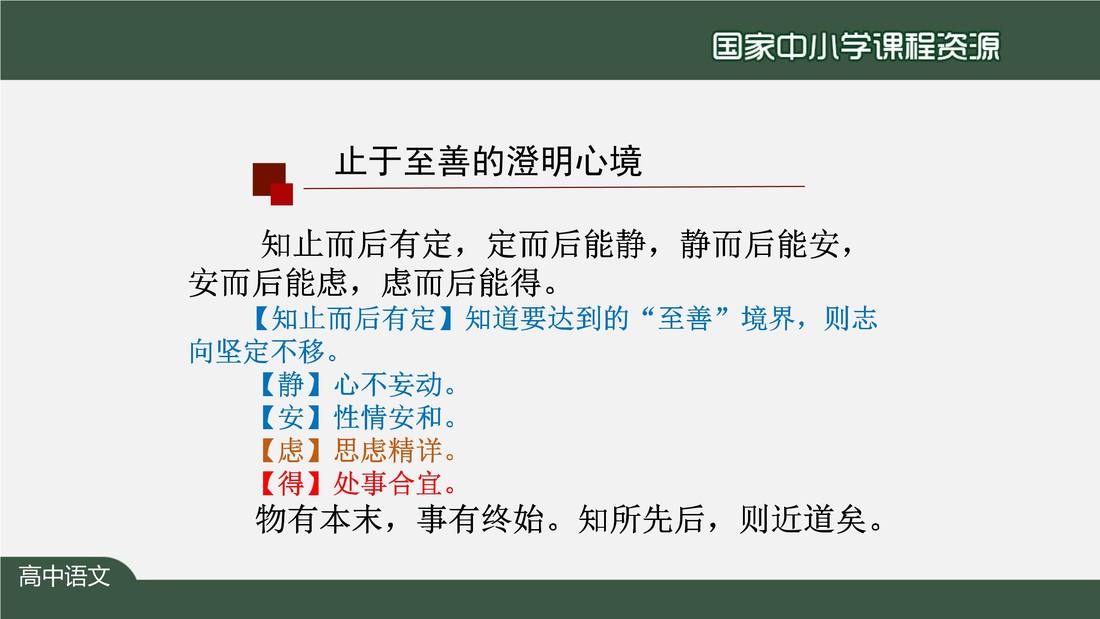 国家中小学课程资源
止于至善的澄明心境
知止而后有定，定而后能静，静而后能安，
安而后能虑，虑而后能得。
【知止而后有定】知道要达到的“至善”境界，则志
向坚定不移。
【静】心不妄动。
【安】性情安和。
【虑】思虑精详。
【得】处事合宜。
物有本末，事有终始。知所先后，则近道矣。
高中语文